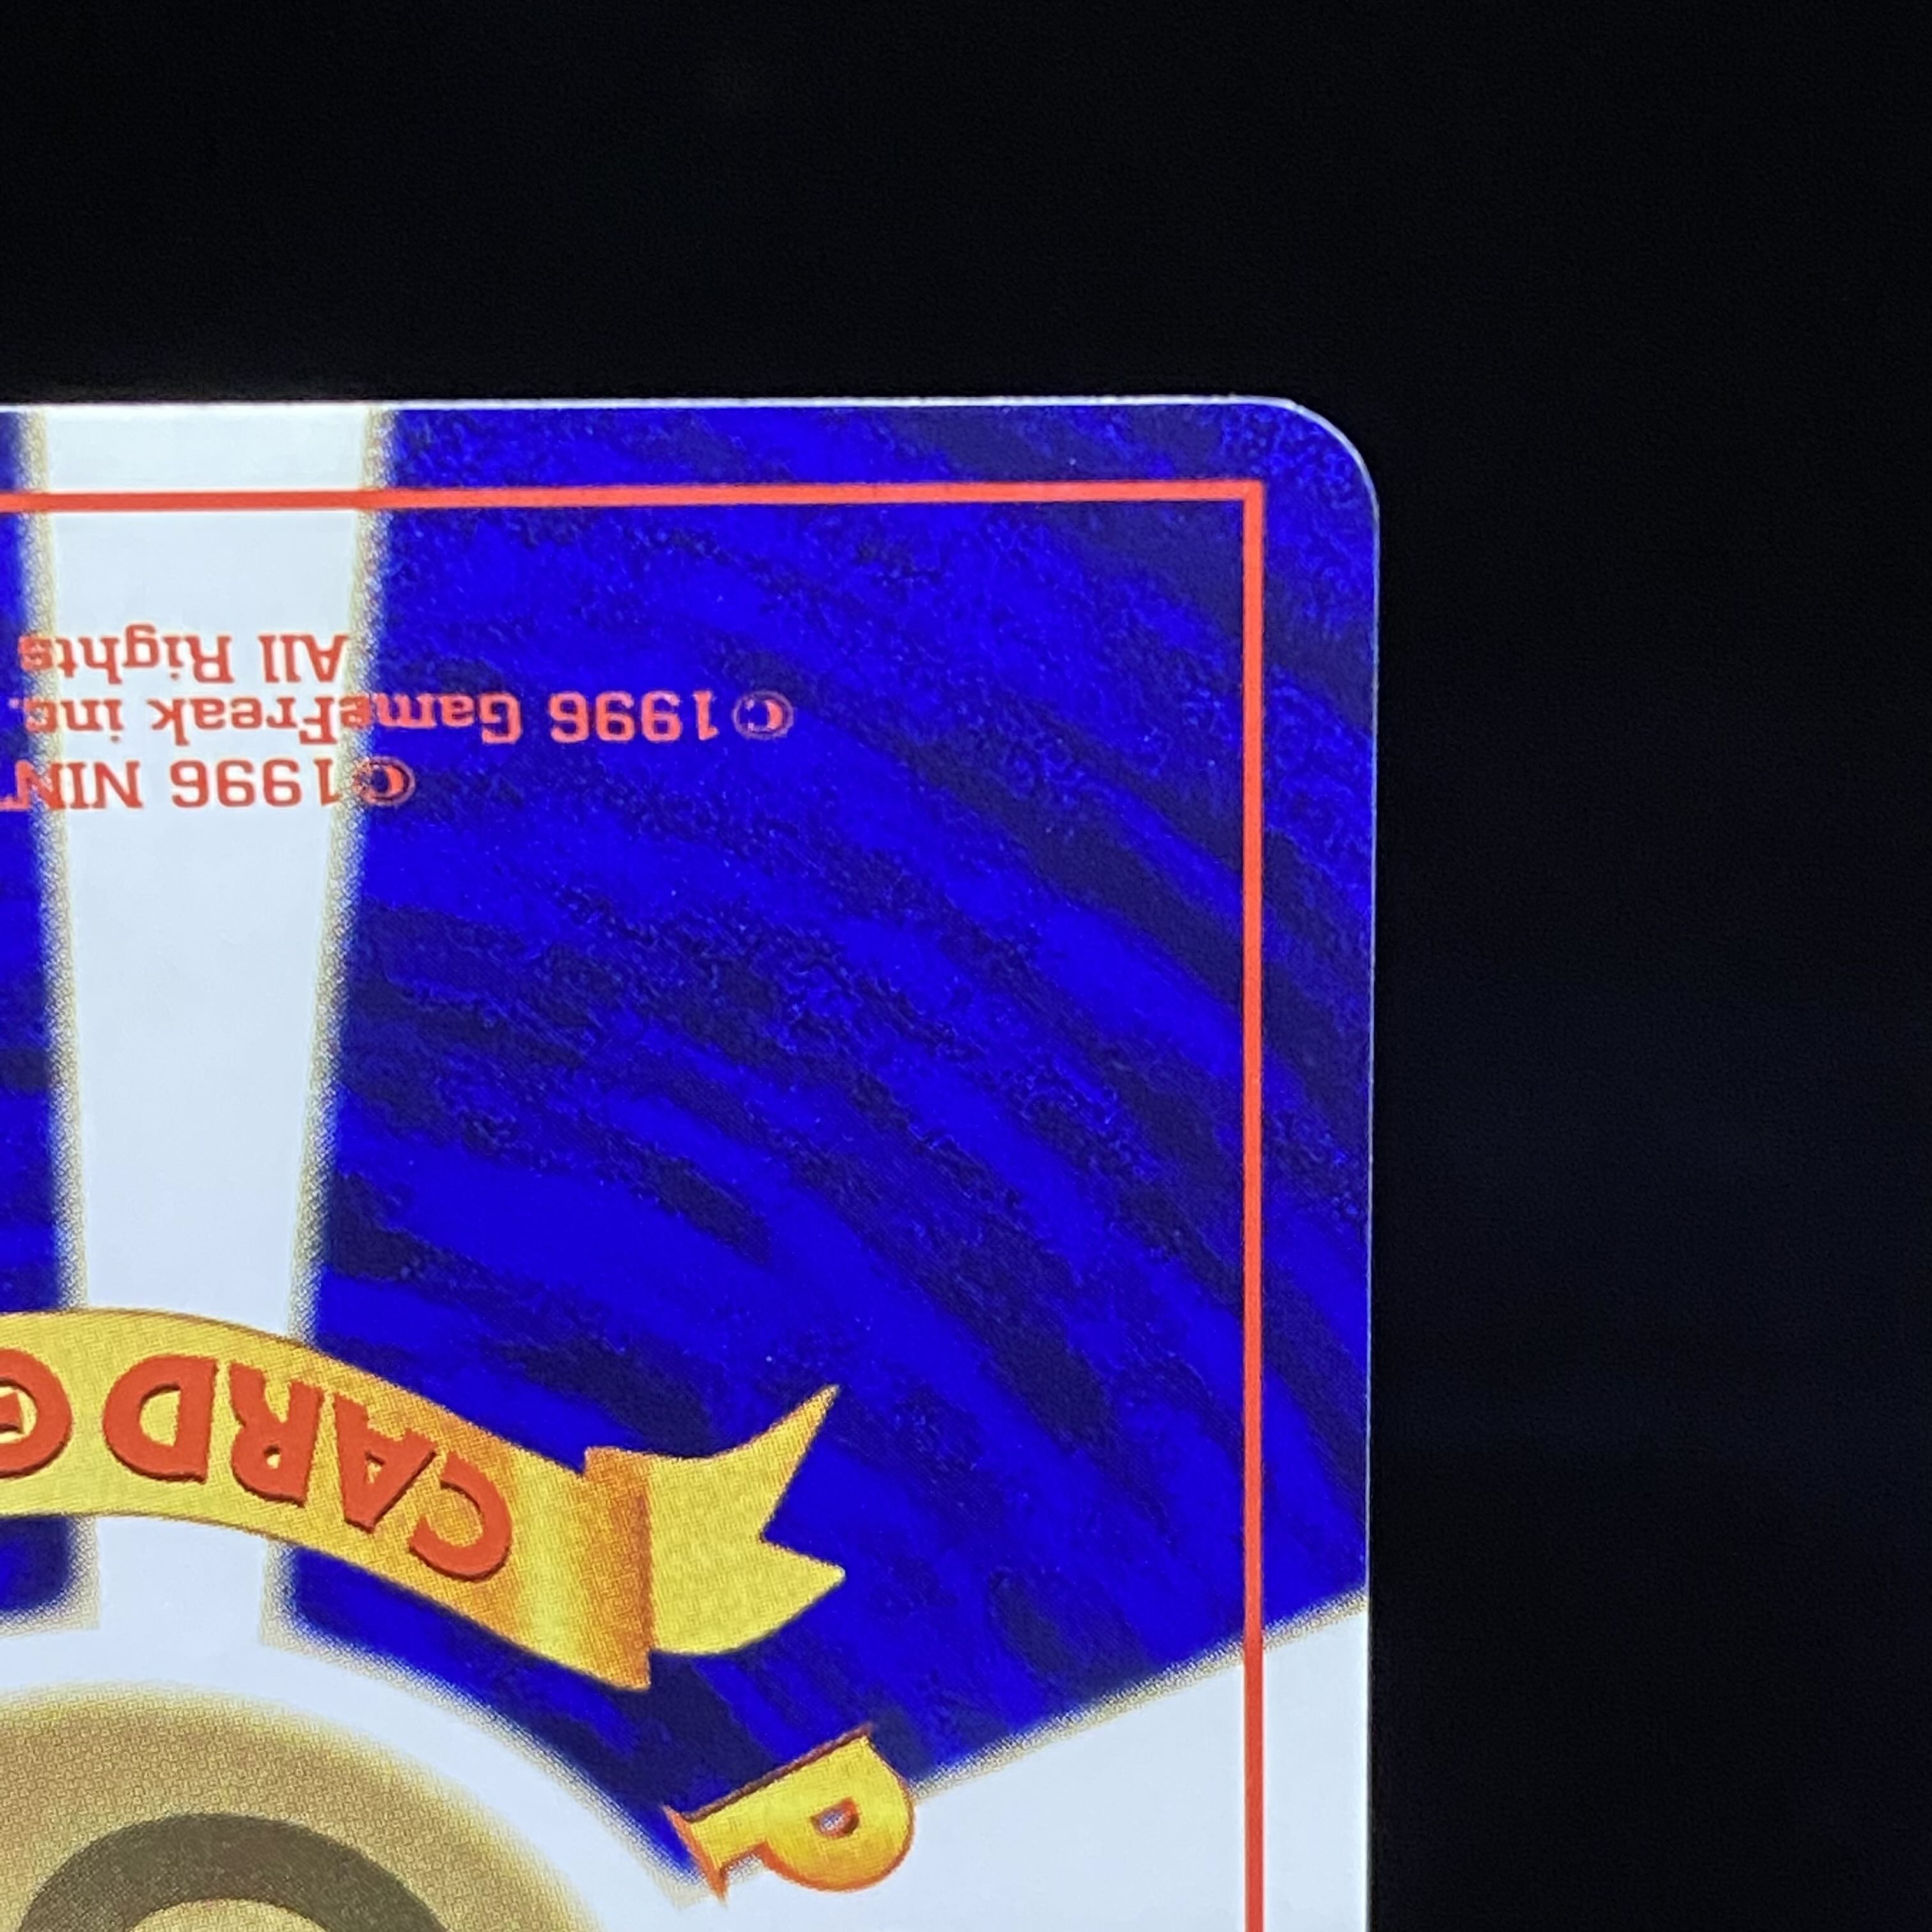 P
CARD G
©1996 NIN
©1996 GameFreak inc.
All Rights